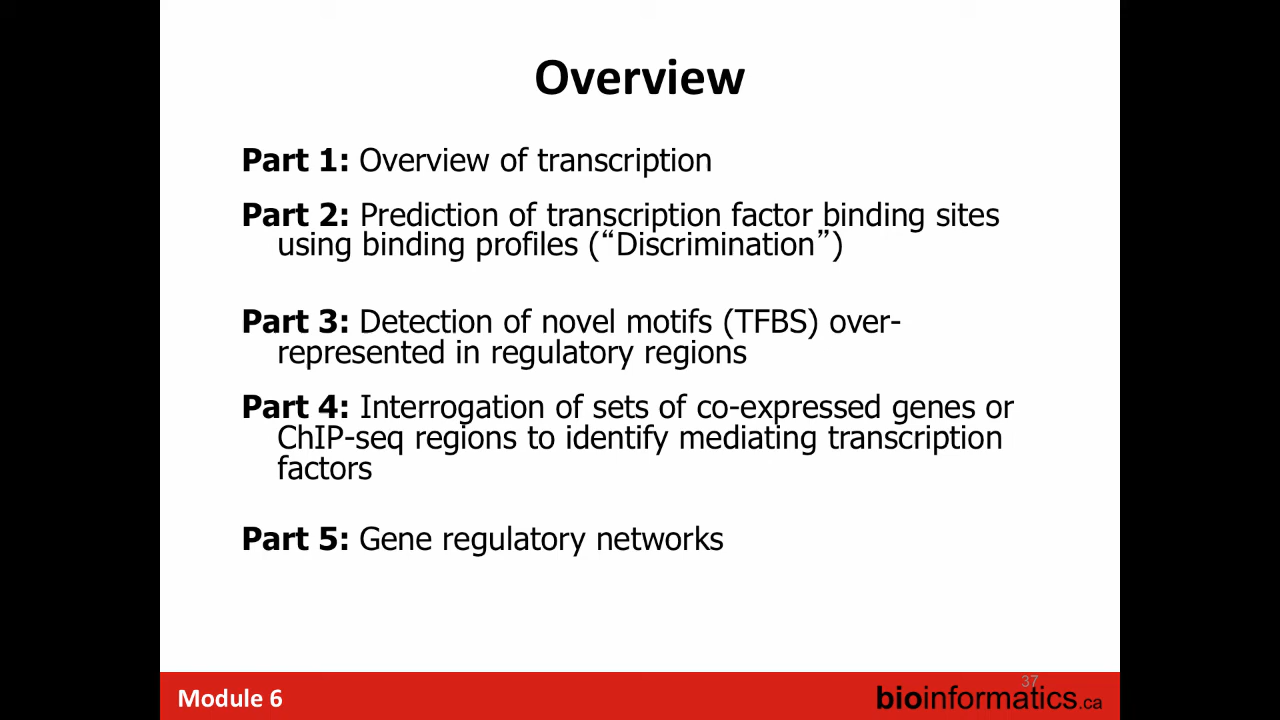 Overview
Part 1: Overview of transcription
Part 2: Prediction of transcription factor binding sites
using binding profiles (“Discrimination”)
Part 3: Detection of novel motifs (TFBS) over-
represented in regulatory regions
Part 4: Interrogation of sets of co-expressed genes or
ChIP-seq regions to identify mediating transcription
factors
Part 5: Gene regulatory networks
Module 6
37
bioinformatics.ca